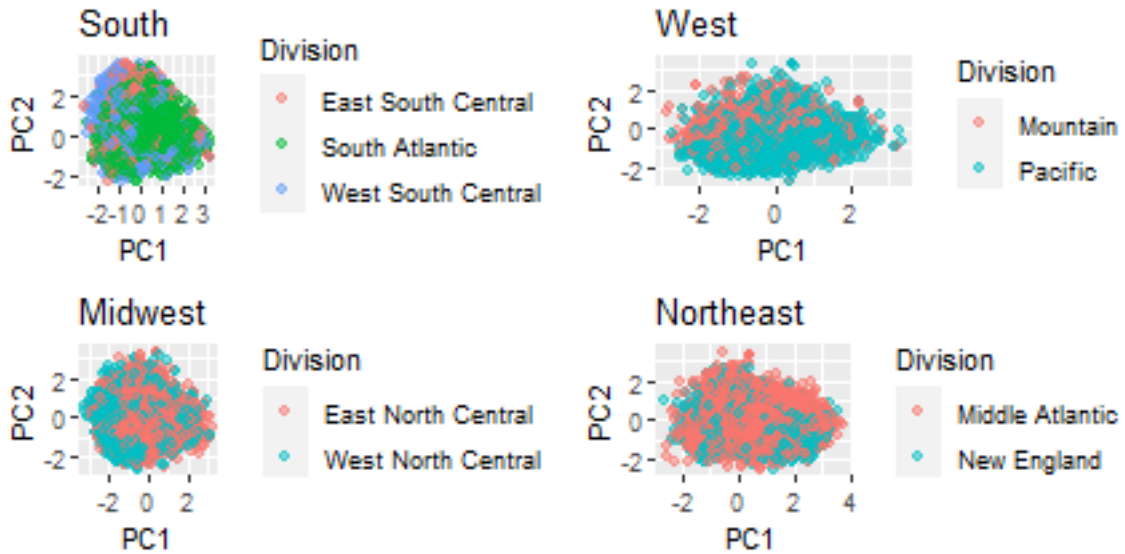 South
Division
East South Central
South Atlantic
West South Central
PC2
2
0
-2
-2-1 0 1 2 3
PC1
West
Division
Mountain
Pacific
PC2
2
0
-2
-2 0 2
PC1
Midwest
Division
East North Central
West North Central
PC2
2
0
-2
-2 0 2
PC1
Northeast
Division
Middle Atlantic
New England
PC2
2
0
-2
-2 0 2 4
PC1